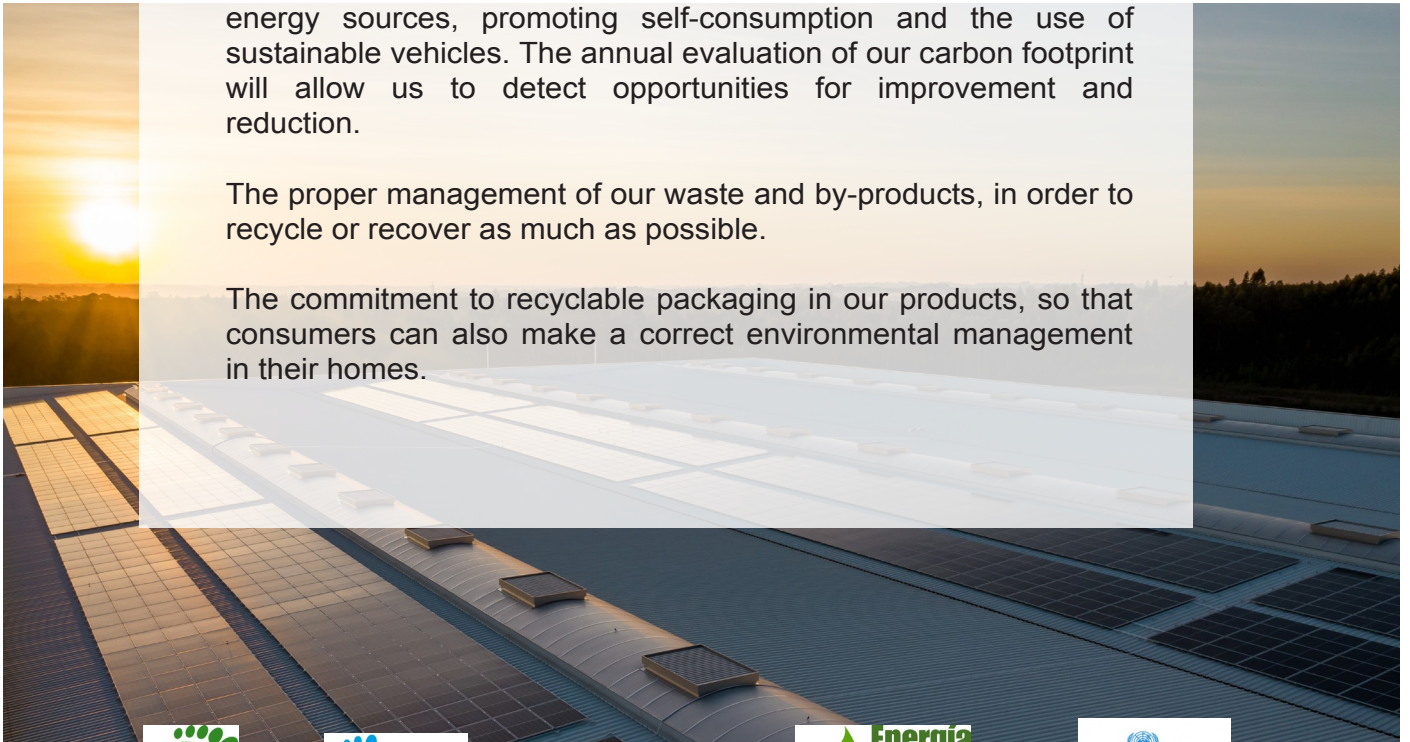 energy sources, promoting self-consumption and the use of
sustainable vehicles. The annual evaluation of our carbon footprint
will allow us to detect opportunities for improvement and
reduction.
The proper management of our waste and by-products, in order to
recycle or recover as much as possible.
The commitment to recyclable packaging in our products, so that
consumers can also make a correct environmental management
in their homes.
Energía